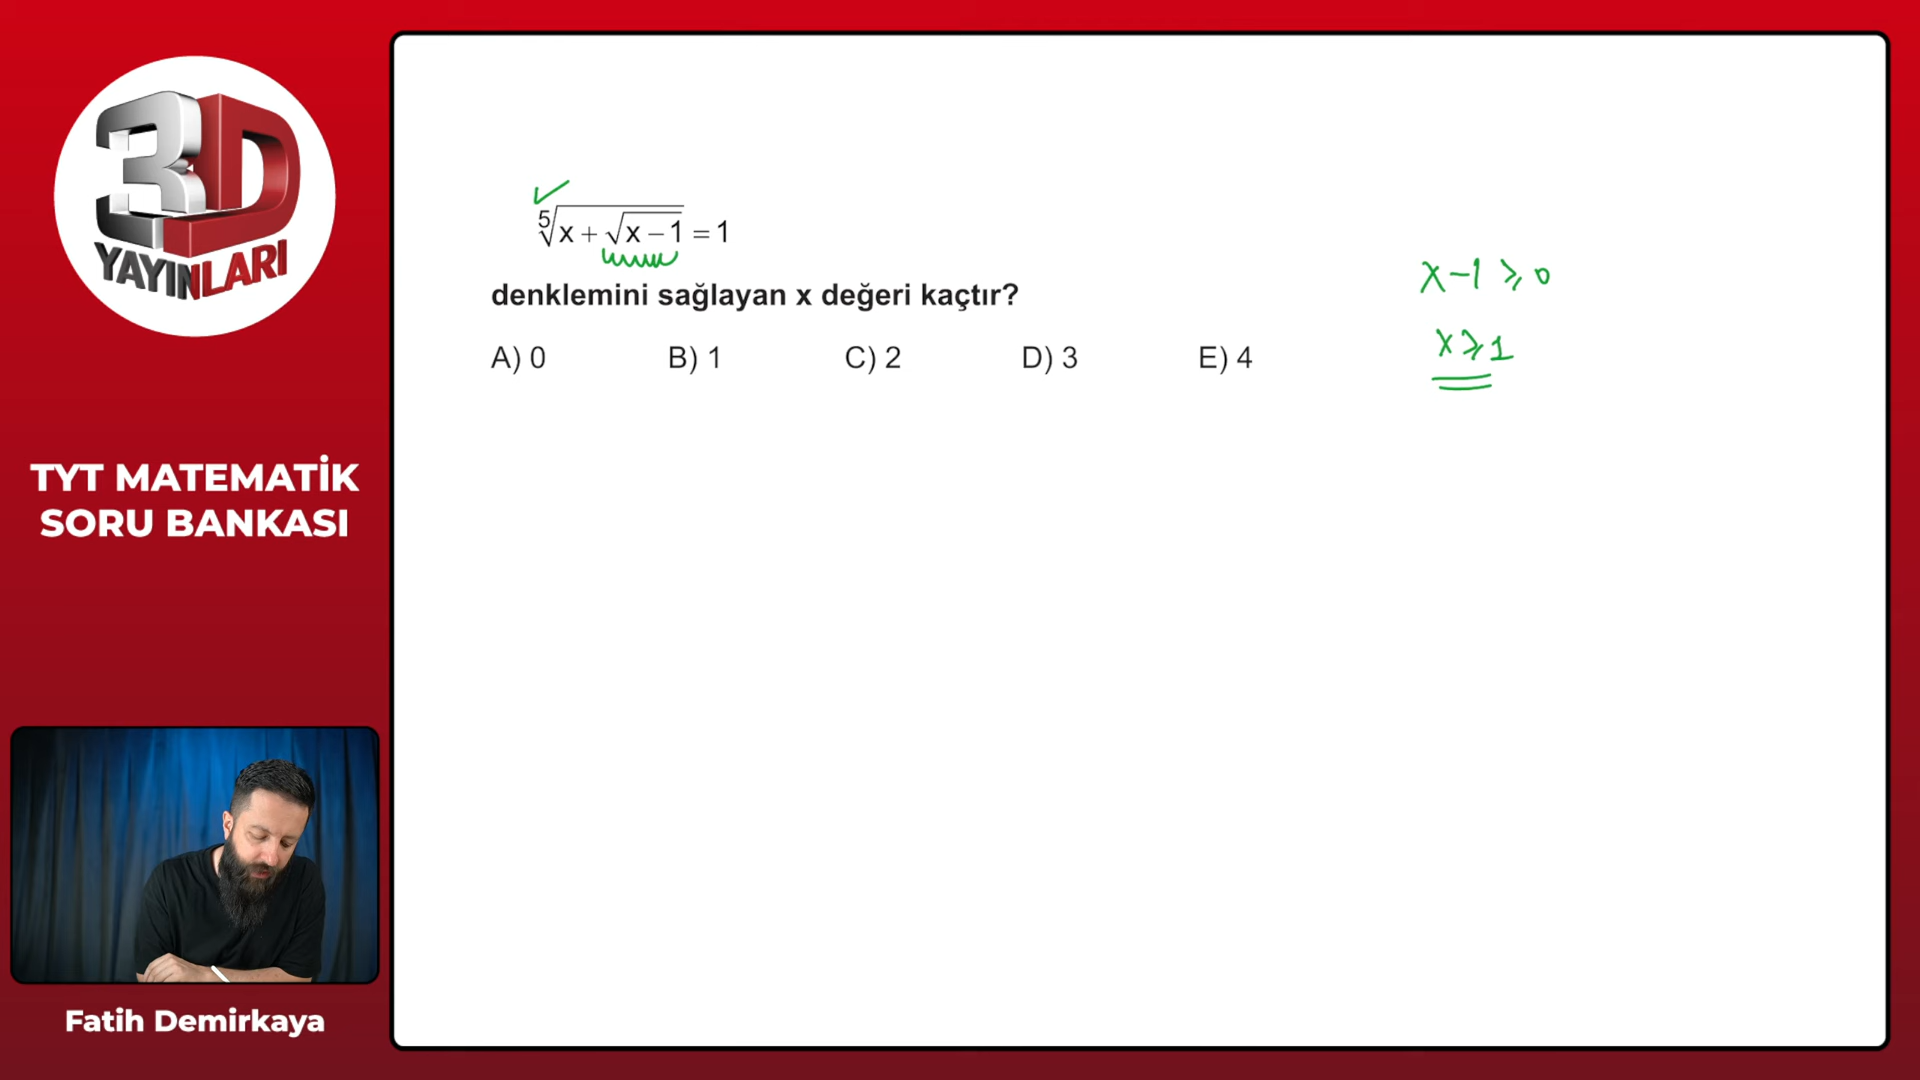 3D
YAYINLARI
TYT MATEMATİK
SORU BANKASI
Fatih Demirkaya
⁵√(x + √(x − 1)) = 1
denklemini sağlayan x değeri kaçtır?
A) 0 B) 1 C) 2 D) 3 E) 4
x − 1 ⩾ 0
x ⩾ 1